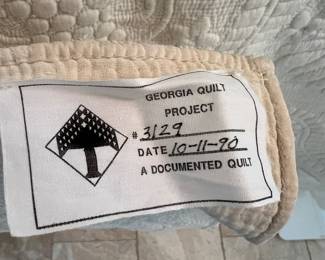 GEORGIA QUILT
PROJECT
# 3129
DATE 10-11-90
A DOCUMENTED QUILT